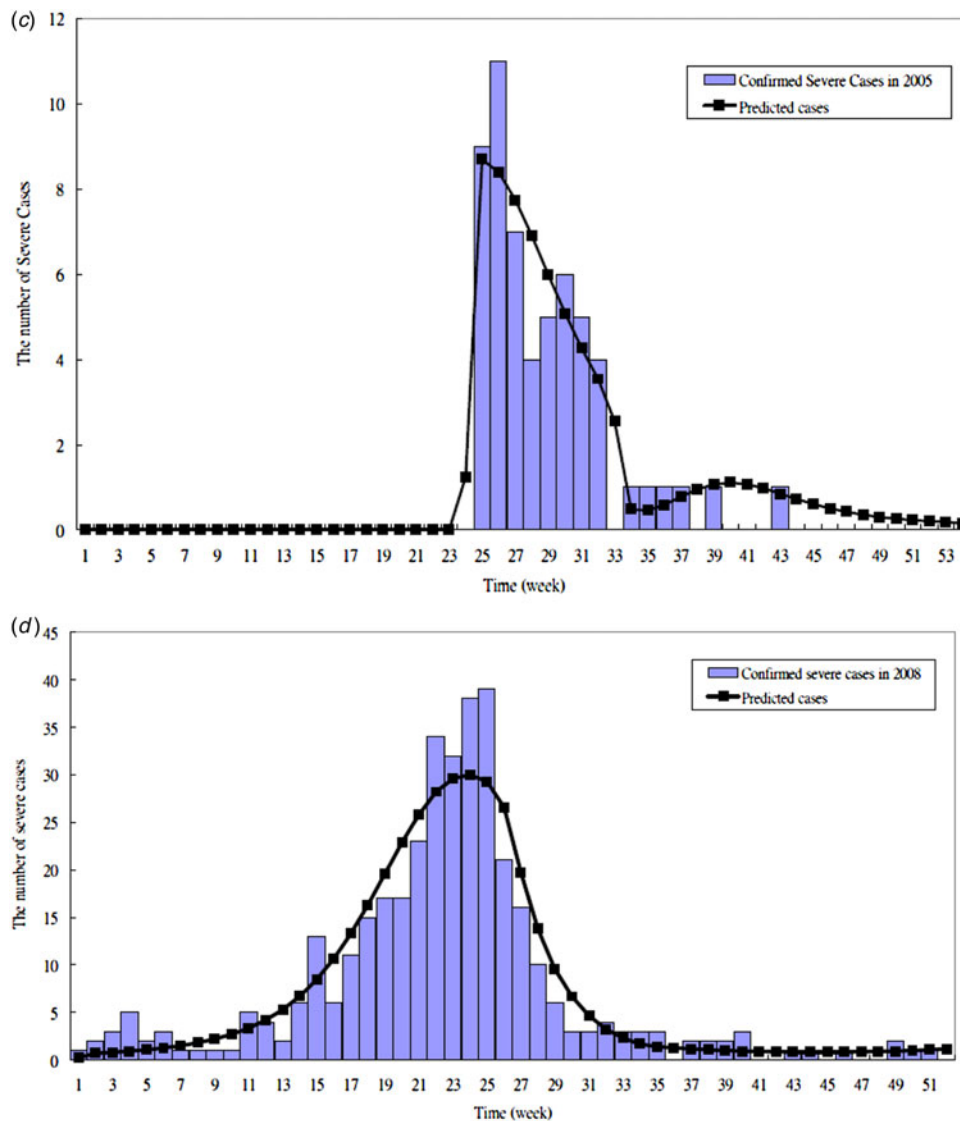 (c)
12
10
8
6
4
2
0
The number of Severe Cases
Confirmed Severe Cases in 2005
Predicted cases
1 3 5 7 9 11 13 15 17 19 21 23 25 27 29 31 33 35 37 39 41 43 45 47 49 51 53
Time (week)
(d)
45
40
35
30
25
20
15
10
5
0
The number of severe cases
Confirmed severe cases in 2008
Predicted cases
1 3 5 7 9 11 13 15 17 19 21 23 25 27 29 31 33 35 37 39 41 43 45 47 49 51
Time (week)